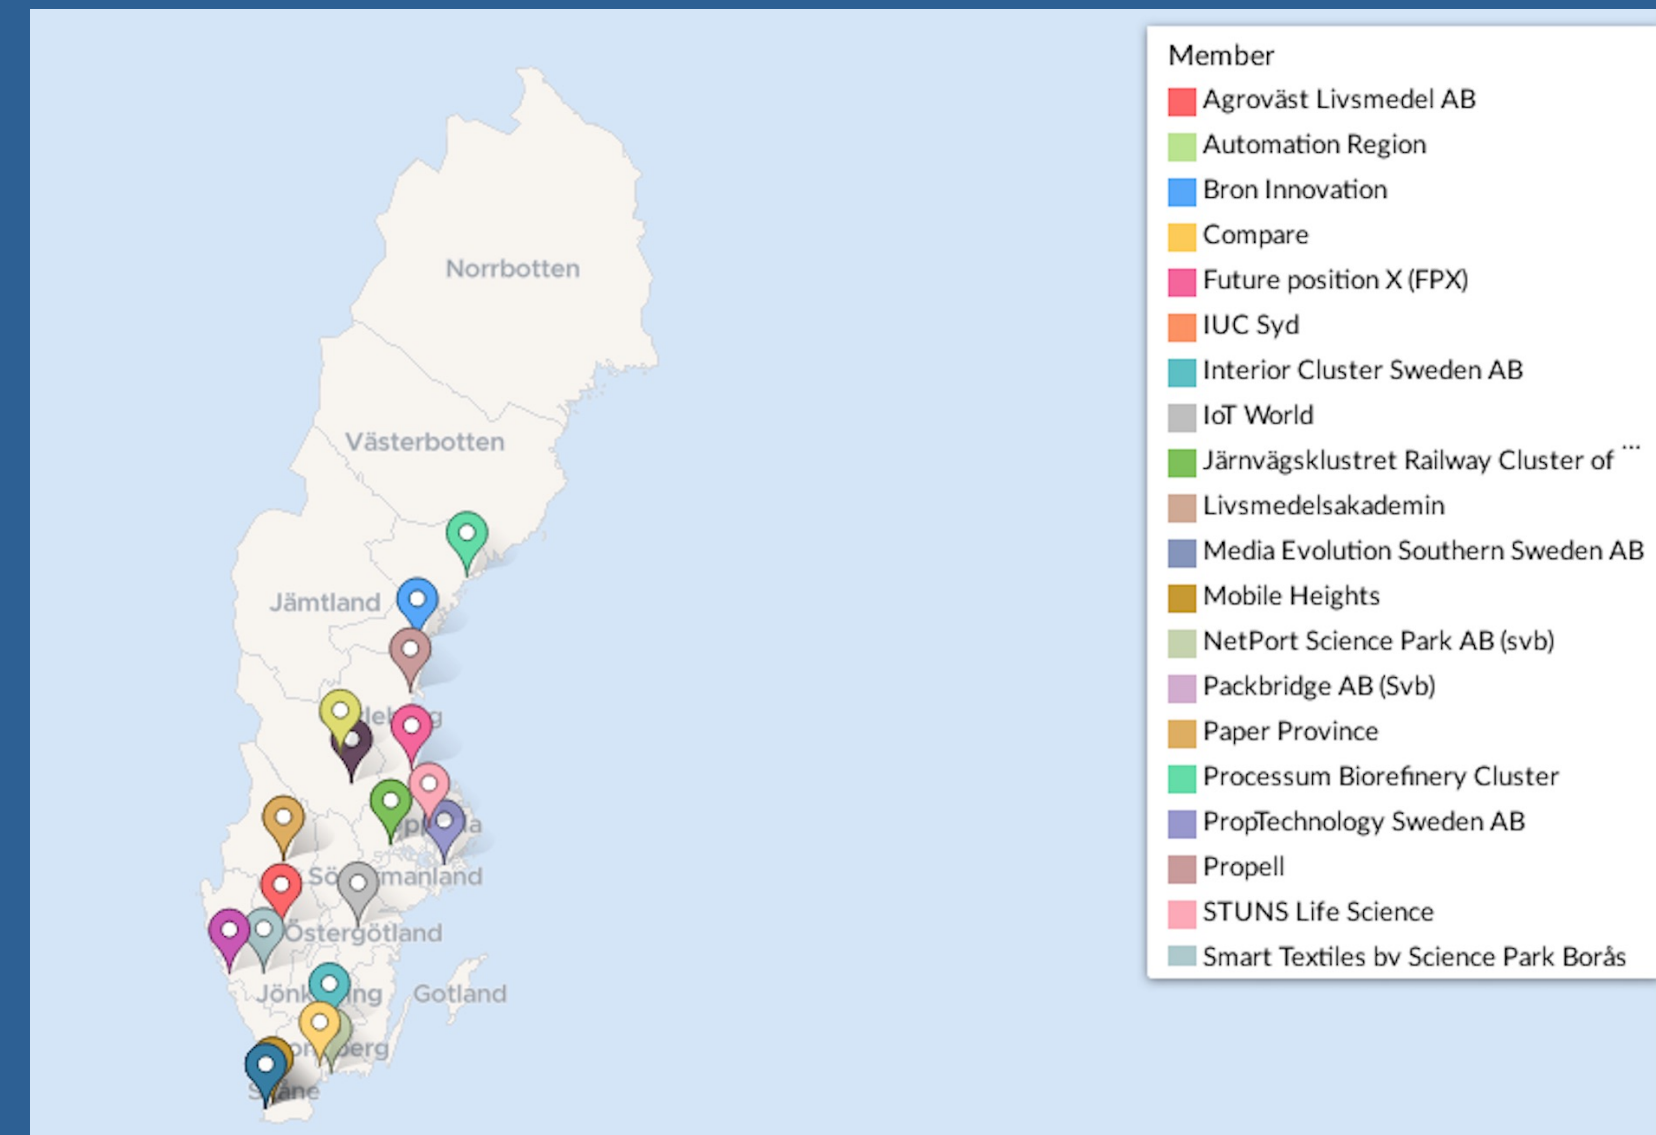 Norrbotten
Västerbotten
Jämtland
Gotland
Östergötland
Member
Agroväst Livsmedel AB
Automation Region
Bron Innovation
Compare
Future position X (FPX)
IUC Syd
Interior Cluster Sweden AB
IoT World
Järnvägsklustret Railway Cluster of ...
Livsmedelsakademin
Media Evolution Southern Sweden AB
Mobile Heights
NetPort Science Park AB (svb)
Packbridge AB (Svb)
Paper Province
Processum Biorefinery Cluster
PropTechnology Sweden AB
Propell
STUNS Life Science
Smart Textiles by Science Park Borås